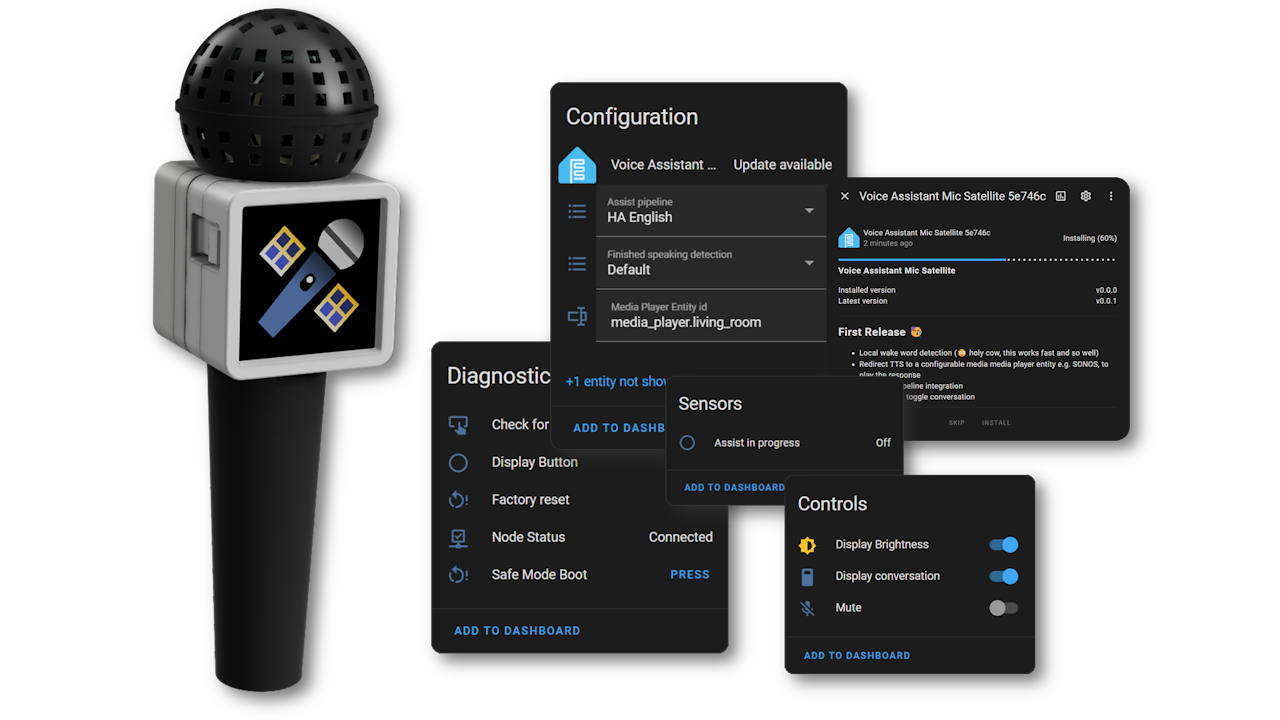 Configuration
Voice Assistant ... Update available
Assist pipeline
HA English
Finished speaking detection
Default
Media Player Entity id
media_player.living_room
+1 entity not
ADD TO
Voice Assistant Mic Satellite 5e746c
Voice Assistant Mic Satellite 5e746c
2 minutes ago
Installing (60%)
Voice Assistant Mic Satellite
Installed version v0.0.0
Latest version v0.0.1
First Release 🥳
• Local wake word detection (😳 holy cow, this works fast and so well)
• Redirect TTS to a configurable media media player entity e.g. SONOS, to
play the response
integration
toggle conversation
SKIP INSTALL
Diagnostic
Check for
Display Button
Factory reset
Node Status Connected
Safe Mode Boot PRESS
ADD TO DASHBOARD
Sensors
Assist in progress Off
ADD TO DASHBOARD
Controls
Display Brightness
Display conversation
Mute
ADD TO DASHBOARD